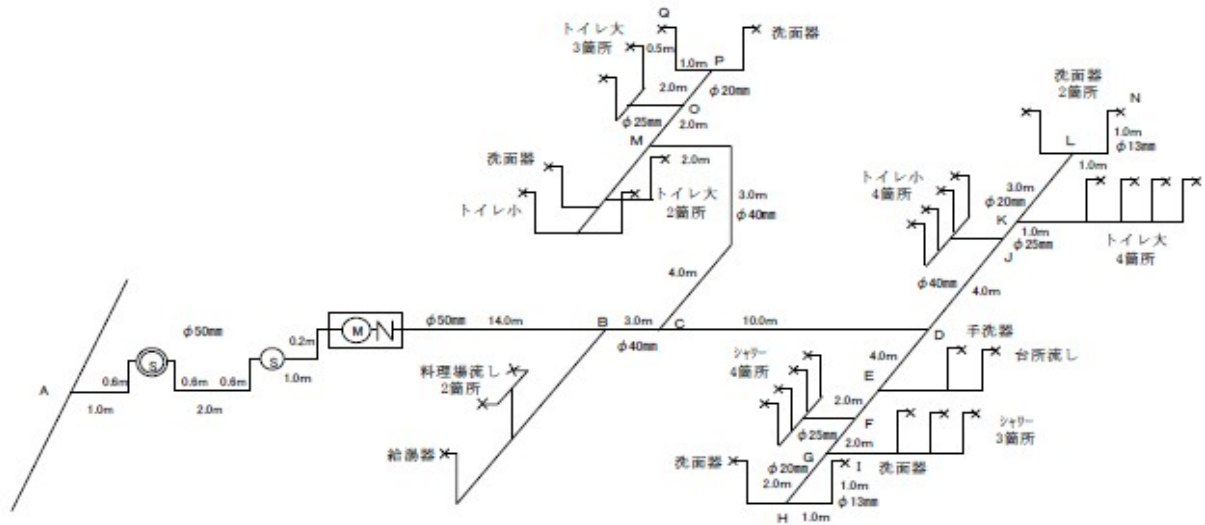 Q
トイレ大
3箇所
洗面器
0.5m
1.0m
P
2.0m
φ20mm
O
φ25mm
2.0m
M
洗面器
2.0m
トイレ大
2箇所
トイレ小
3.0m
φ40mm
4.0m
洗面器
2箇所
N
1.0m
φ13mm
L
1.0m
トイレ小
4箇所
3.0m
φ20mm
K
1.0m
φ25mm
トイレ大
4箇所
J
φ40mm
4.0m
φ50mm
A
0.6m
S
0.6m
0.6m
S
0.2m
1.0m
1.0m
2.0m
M
φ50mm
14.0m
B
3.0m
C
φ40mm
10.0m
D
手洗器
台所流し
4.0m
E
料理場流し
2箇所
シャワー
4箇所
2.0m
F
φ25mm
2.0m
シャワー
3箇所
給湯器
G
洗面器
φ20mm
I
洗面器
2.0m
1.0m
φ13mm
H
1.0m